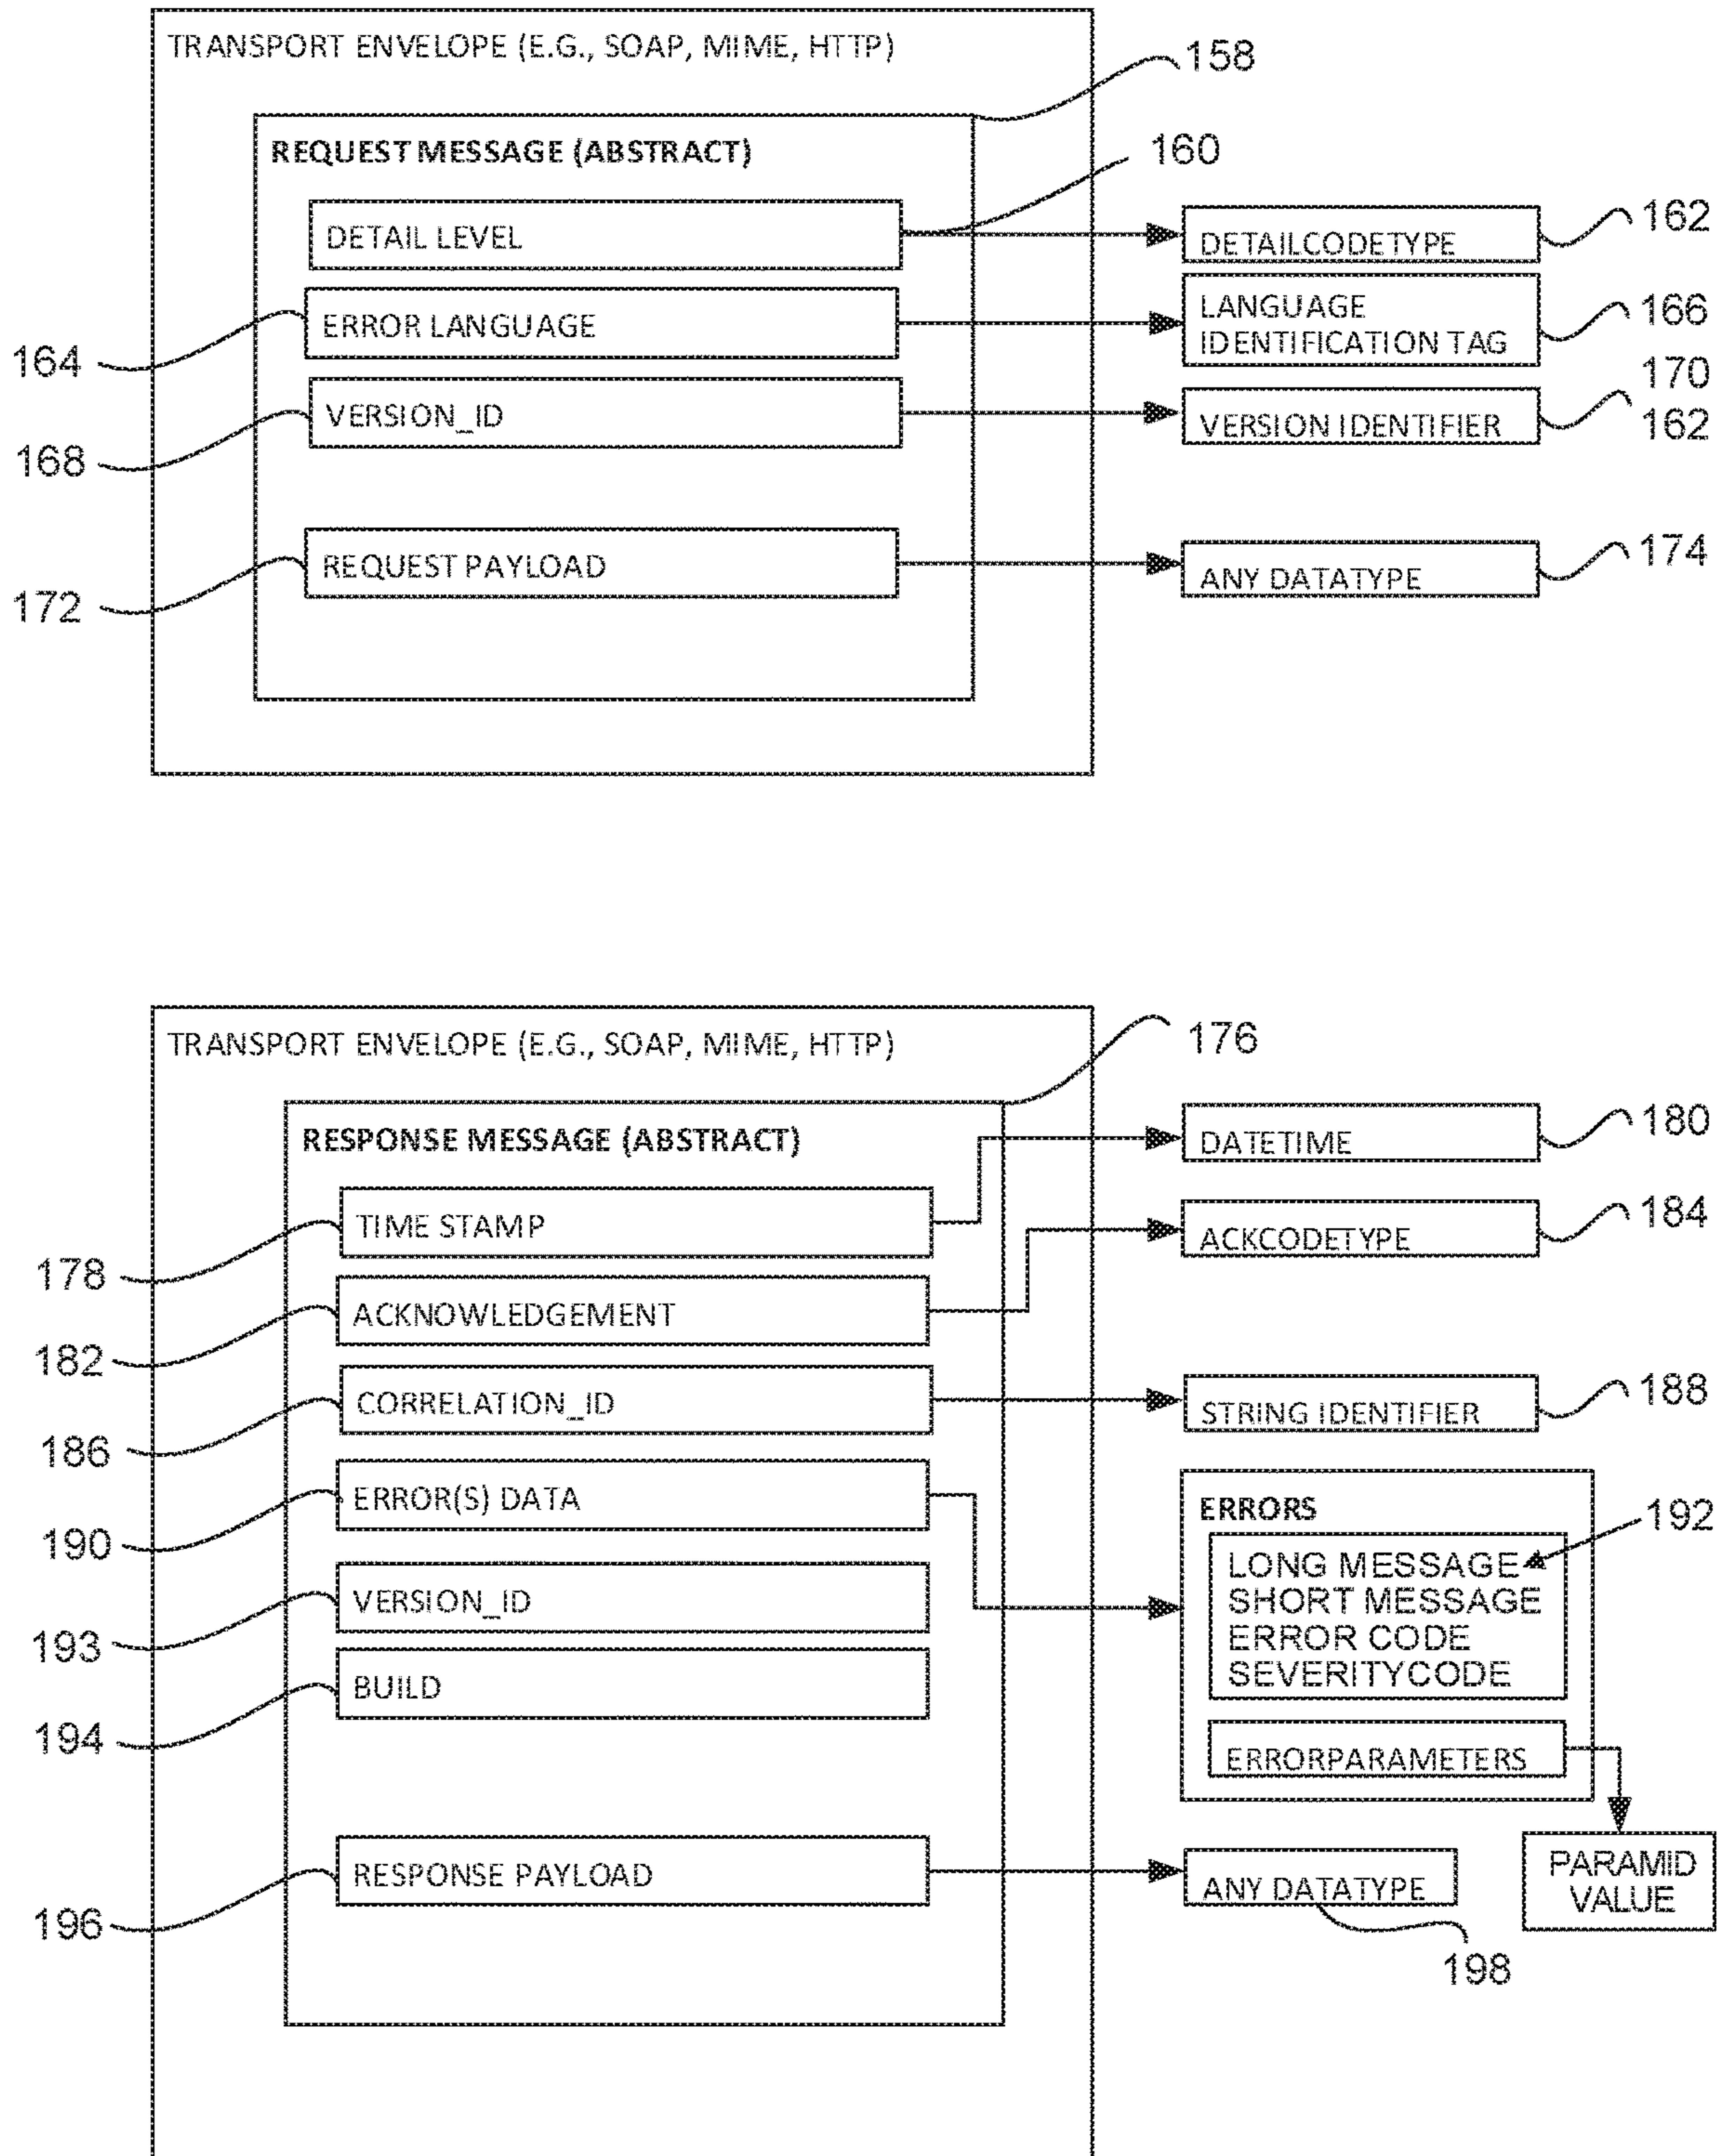 TRANSPORT ENVELOPE (E.G., SOAP, MIME, HTTP)
158
REQUEST MESSAGE (ABSTRACT)
160
DETAIL LEVEL
DETAILCODETYPE
162
164
ERROR LANGUAGE
LANGUAGE
IDENTIFICATION TAG
166
168
VERSION_ID
VERSION IDENTIFIER
170
162
172
REQUEST PAYLOAD
ANY DATATYPE
174
TRANSPORT ENVELOPE (E.G., SOAP, MIME, HTTP)
176
RESPONSE MESSAGE (ABSTRACT)
DATETIME
180
178
TIME STAMP
ACKCODETYPE
184
182
ACKNOWLEDGEMENT
186
CORRELATION_ID
STRING IDENTIFIER
188
190
ERROR(S) DATA
ERRORS
192
LONG MESSAGE
SHORT MESSAGE
ERROR CODE
SEVERITYCODE
193
VERSION_ID
194
BUILD
ERRORPARAMETERS
PARAMID
VALUE
196
RESPONSE PAYLOAD
ANY DATATYPE
198